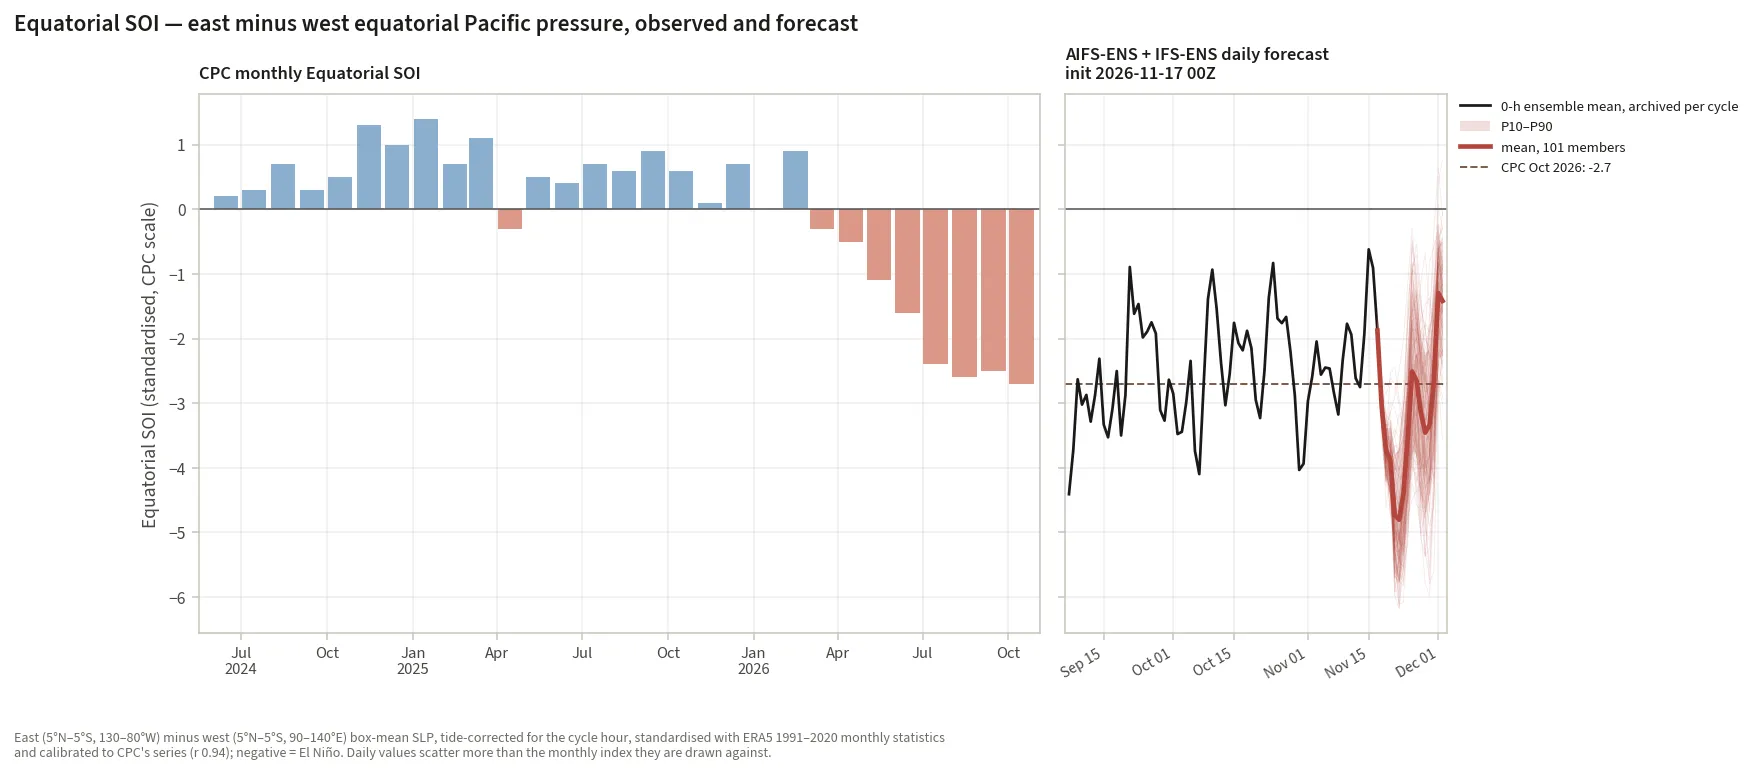 Equatorial SOI — east minus west equatorial Pacific pressure, observed and forecast
CPC monthly Equatorial SOI
AIFS-ENS + IFS-ENS daily forecast
init 2026-11-17 00Z
Equatorial SOI (standardised, CPC scale)
1
0
−1
−2
−3
−4
−5
−6
Jul
2024
Oct
Jan
2025
Apr
Jul
Oct
Jan
2026
Apr
Jul
Oct
Sep 15
Oct 01
Oct 15
Nov 01
Nov 15
Dec 01
0-h ensemble mean, archived per cycle
P10–P90
mean, 101 members
CPC Oct 2026: -2.7
East (5°N–5°S, 130–80°W) minus west (5°N–5°S, 90–140°E) box-mean SLP, tide-corrected for the cycle hour, standardised with ERA5 1991–2020 monthly statistics
and calibrated to CPC's series (r 0.94); negative = El Niño. Daily values scatter more than the monthly index they are drawn against.